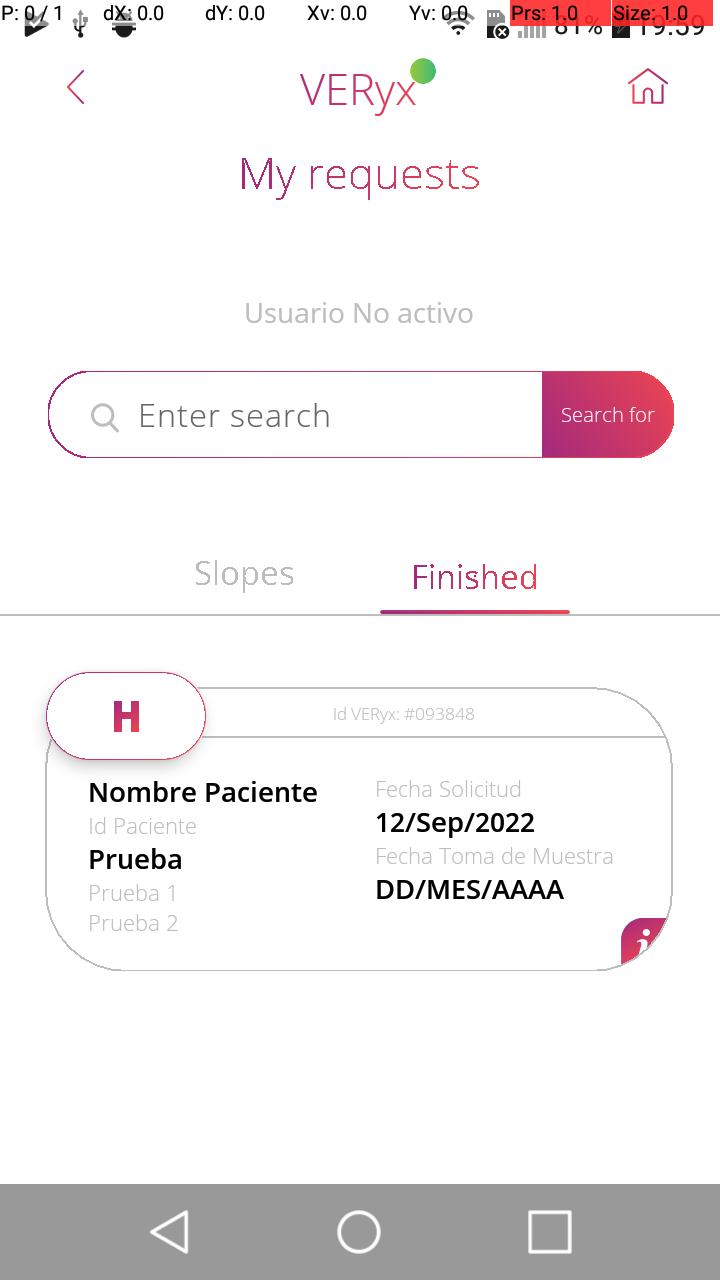 P: 0 / 1 dX: 0.0 dY: 0.0 Xv: 0.0 Yv: 0.0 Prs: 1.0 Size: 1.0
81% 19:59
VERyx
My requests
Usuario No activo
Enter search Search for
Slopes Finished
H Id VERyx: #093848
Nombre Paciente Fecha Solicitud
Id Paciente 12/Sep/2022
Prueba Fecha Toma de Muestra
Prueba 1 DD/MES/AAAA
Prueba 2
i